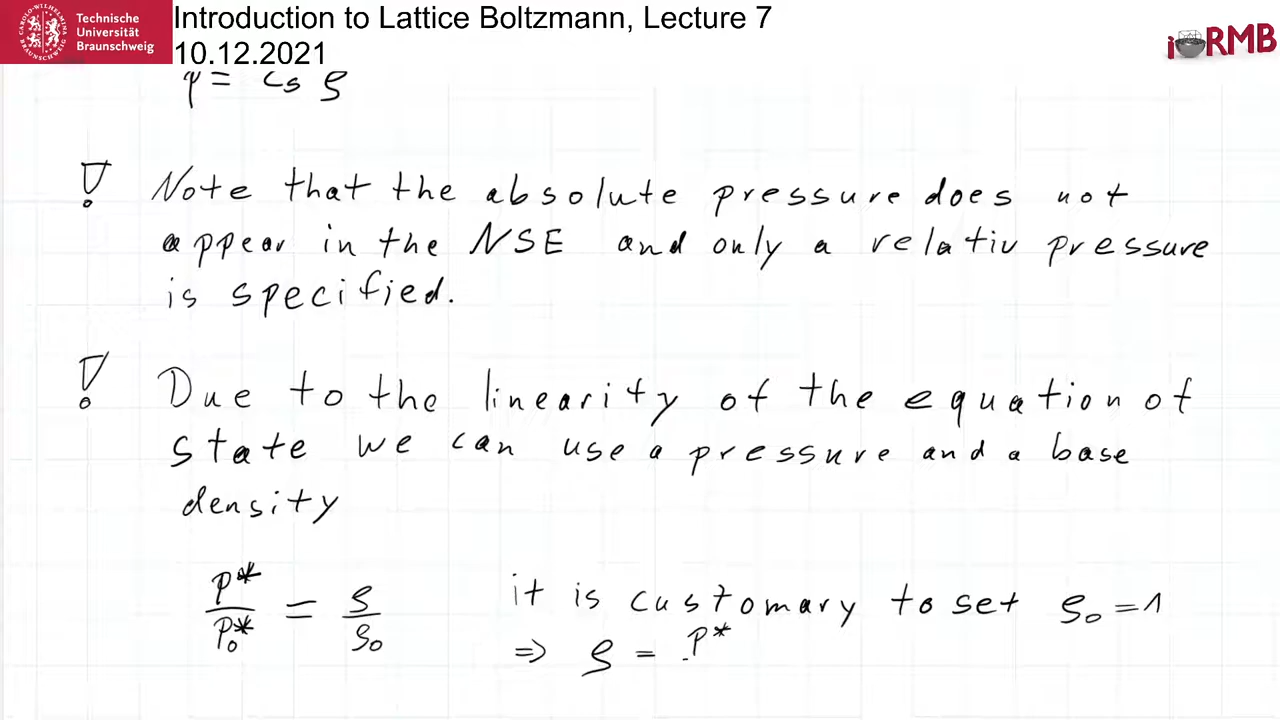 Introduction to Lattice Boltzmann, Lecture 7
10.12.2021
Technische
Universität
Braunschweig
iRMB
p = cs ρ
! Note that the absolute pressure does not
appear in the NSE and only a relativ pressure
is specified.
! Due to the linearity of the equation of
state we can use a pressure and a base
density
P*/P₀* = ρ/ρ₀ it is customary to set ρ₀ = 1
⇒ ρ = P*